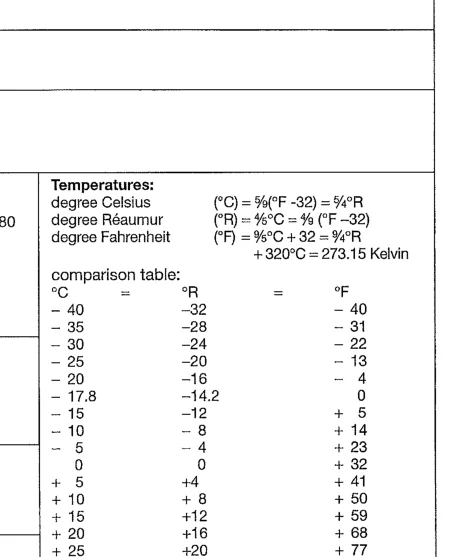 80
Temperatures:
degree Celsius (°C) = 5/9(°F -32) = 5/4°R
degree Réaumur (°R) = 4/5°C = 4/9 (°F –32)
degree Fahrenheit (°F) = 9/5°C + 32 = 9/4°R
+ 320°C = 273.15 Kelvin
comparison table:
°C = °R = °F
– 40 –32 – 40
– 35 –28 – 31
– 30 –24 – 22
– 25 –20 – 13
– 20 –16 – 4
– 17.8 –14.2 0
– 15 –12 + 5
– 10 – 8 + 14
– 5 – 4 + 23
0 0 + 32
+ 5 +4 + 41
+ 10 + 8 + 50
+ 15 +12 + 59
+ 20 +16 + 68
+ 25 +20 + 77